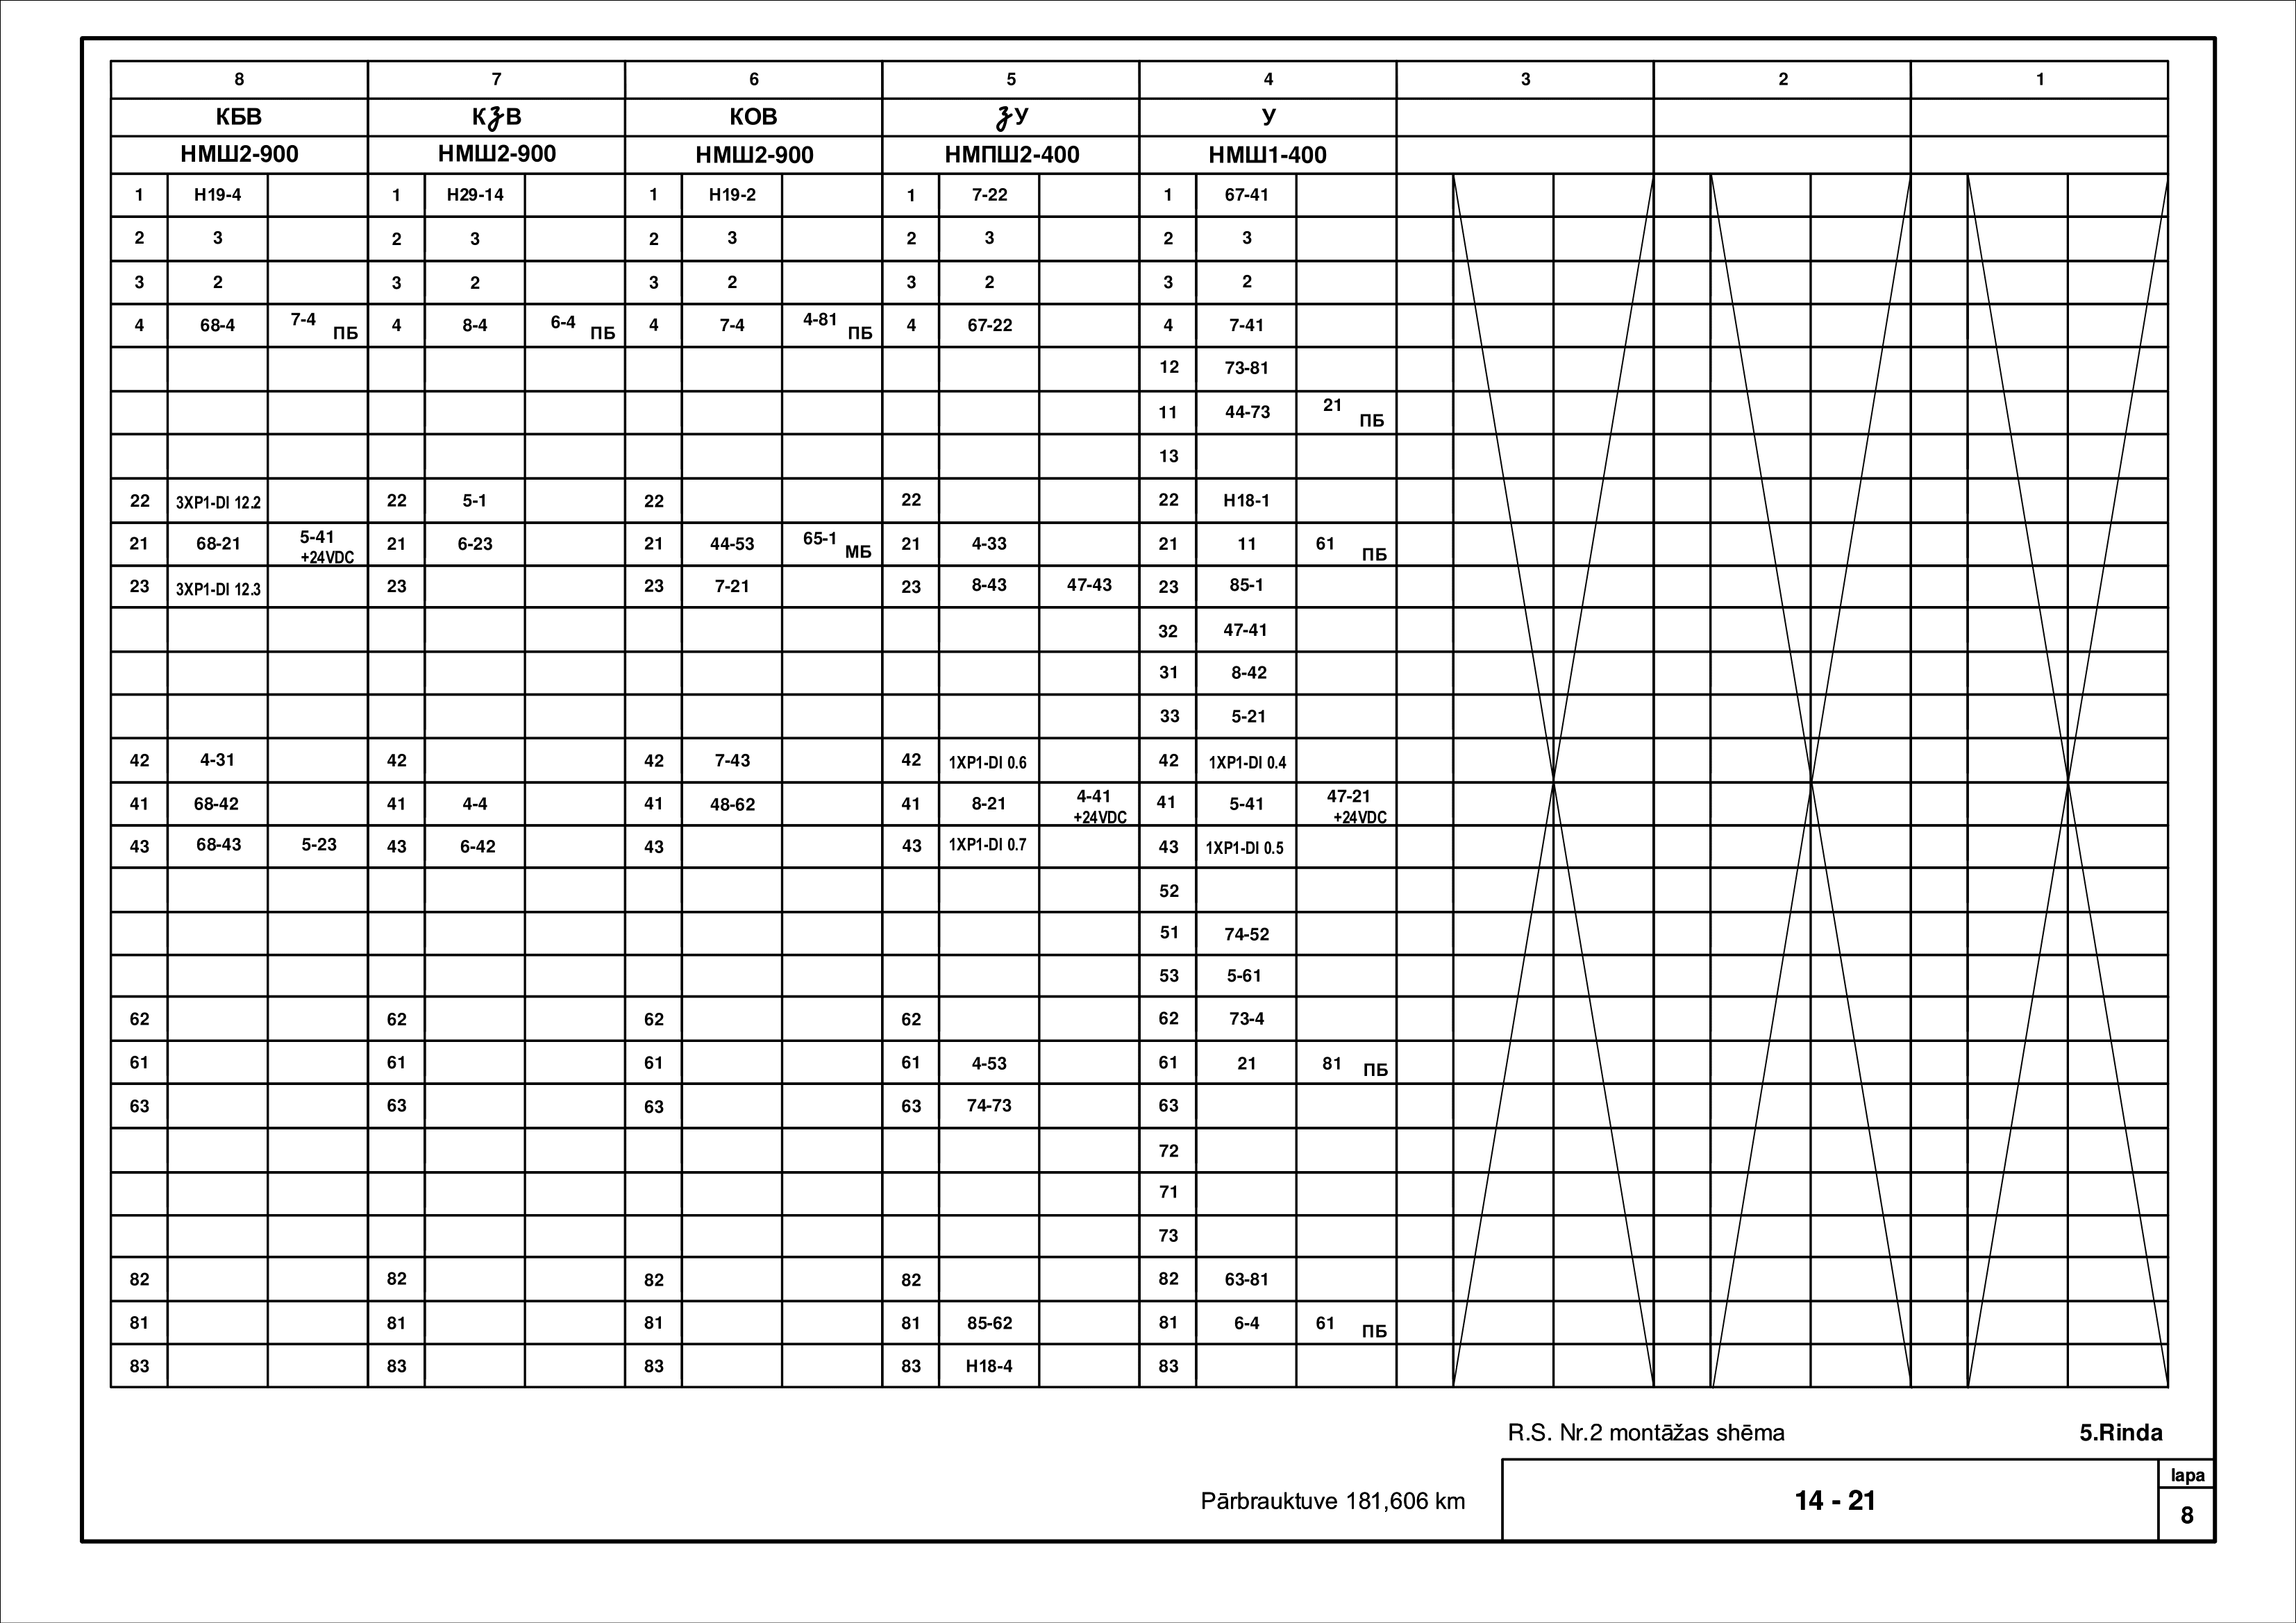 8 7 6 5 4 3 2 1
КБВ КЗВ КОВ ЗУ У
НМШ2-900 НМШ2-900 НМШ2-900 НМПШ2-400 НМШ1-400
1 Н19-4 1 Н29-14 1 Н19-2 1 7-22 1 67-41
2 3 2 3 2 3 2 3 2 3
3 2 3 2 3 2 3 2 3 2
4 68-4 7-4 ПБ 4 8-4 6-4 ПБ 4 7-4 4-81 ПБ 4 67-22 4 7-41
12 73-81
11 44-73 21 ПБ
13
22 3XP1-DI 12.2 22 5-1 22 22 22 Н18-1
21 68-21 5-41 +24VDC 21 6-23 21 44-53 65-1 МБ 21 4-33 21 11 61 ПБ
23 3XP1-DI 12.3 23 23 7-21 23 8-43 47-43 23 85-1
32 47-41
31 8-42
33 5-21
42 4-31 42 42 7-43 42 1XP1-DI 0.6 42 1XP1-DI 0.4
41 68-42 41 4-4 41 48-62 41 8-21 4-41 +24VDC 41 5-41 47-21 +24VDC
43 68-43 5-23 43 6-42 43 43 1XP1-DI 0.7 43 1XP1-DI 0.5
52
51 74-52
53 5-61
62 62 62 62 62 73-4
61 61 61 61 4-53 61 21 81 ПБ
63 63 63 63 74-73 63
72
71
73
82 82 82 82 82 63-81
81 81 81 81 85-62 81 6-4 61 ПБ
83 83 83 83 Н18-4 83
R.S. Nr.2 montāžas shēma 5.Rinda
Pārbrauktuve 181,606 km 14 - 21 lapa
8